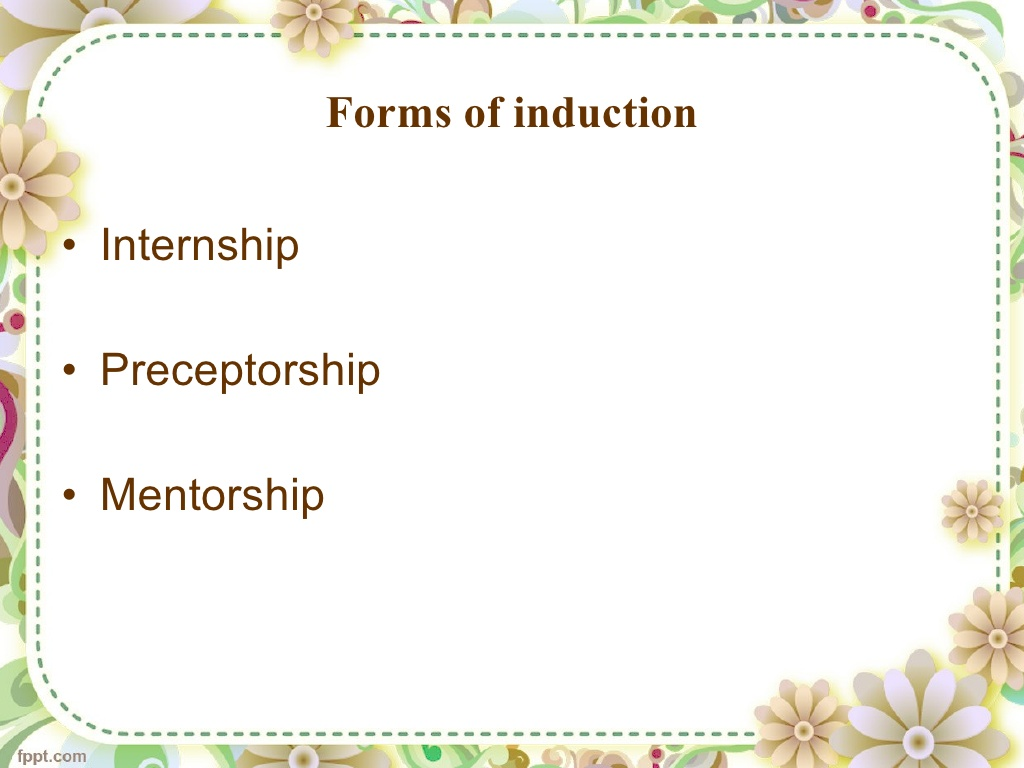 Forms of induction
• Internship
• Preceptorship
• Mentorship
fppt.com